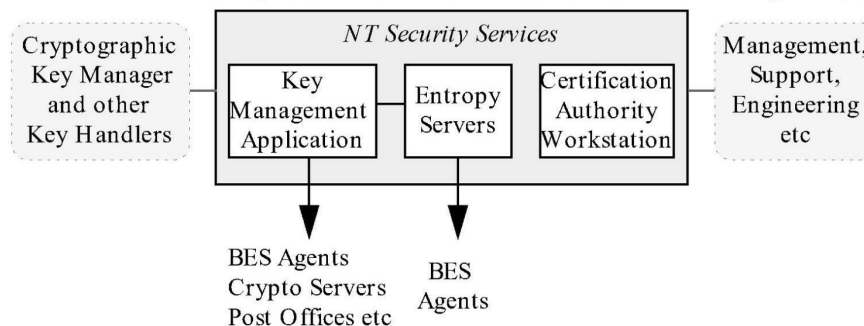 NT Security Services
Cryptographic
Key Manager
and other
Key Handlers
Key
Management
Application
Entropy
Servers
Certification
Authority
Workstation
Management,
Support,
Engineering
etc
BES Agents
Crypto Servers
Post Offices etc
BES
Agents